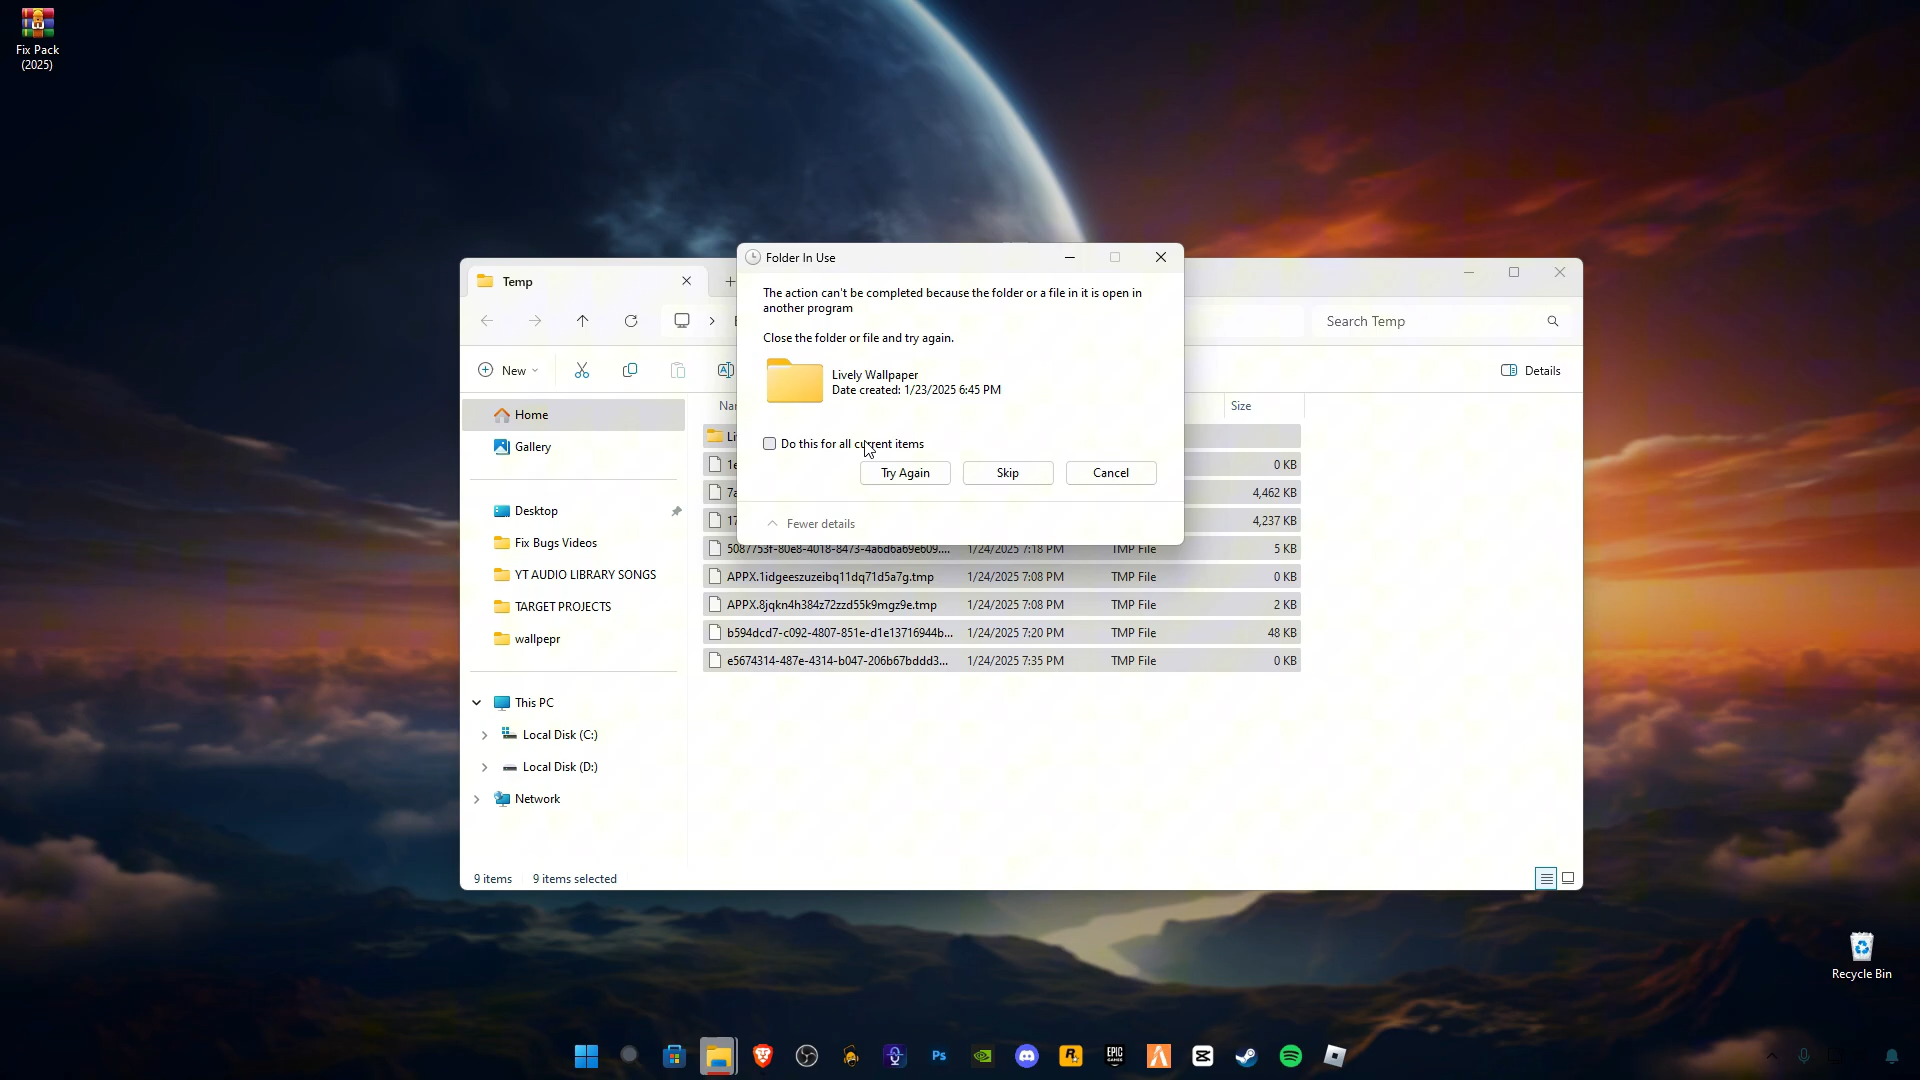 Fix Pack
(2025)
Temp
Folder In Use
The action can't be completed because the folder or a file in it is open in
another program
Close the folder or file and try again.
Lively Wallpaper
Date created: 1/23/2025 6:45 PM
Do this for all current items
Try Again
Skip
Cancel
Fewer details
Search Temp
New
Details
Size
Home
Gallery
Desktop
Fix Bugs Videos
YT AUDIO LIBRARY SONGS
TARGET PROJECTS
wallpepr
This PC
Local Disk (C:)
Local Disk (D:)
Network
0 KB
4,462 KB
4,237 KB
5087753f-80e8-4018-8473-4a6d6a69e609.... 1/24/2025 7:18 PM TMP File 5 KB
APPX.1idgeeszuzeibq11dq71d5a7g.tmp 1/24/2025 7:08 PM TMP File 0 KB
APPX.8jqkn4h384z72zzd55k9mgz9e.tmp 1/24/2025 7:08 PM TMP File 2 KB
b594dcd7-c092-4807-851e-d1e13716944b... 1/24/2025 7:20 PM TMP File 48 KB
e5674314-487e-4314-b047-206b67bddd3... 1/24/2025 7:35 PM TMP File 0 KB
9 items 9 items selected
Recycle Bin
Ps
EPIC
GAMES